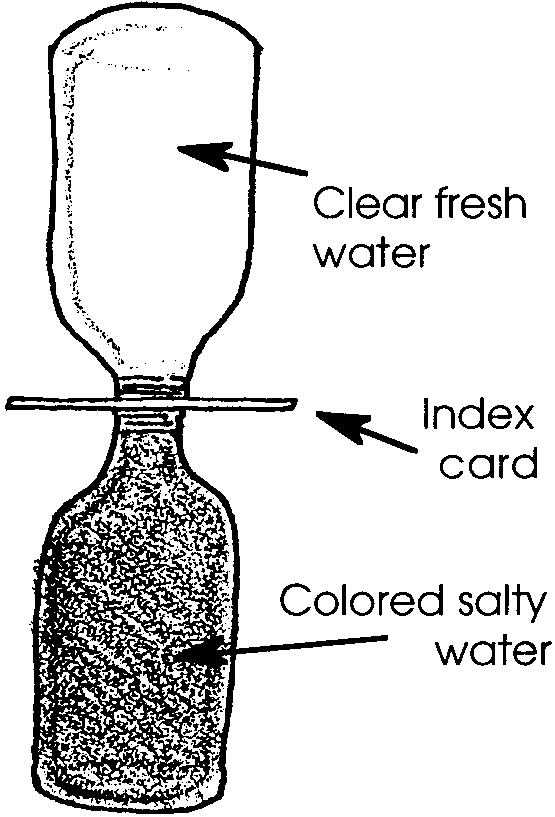 Clear fresh
water
Index
card
Colored salty
water